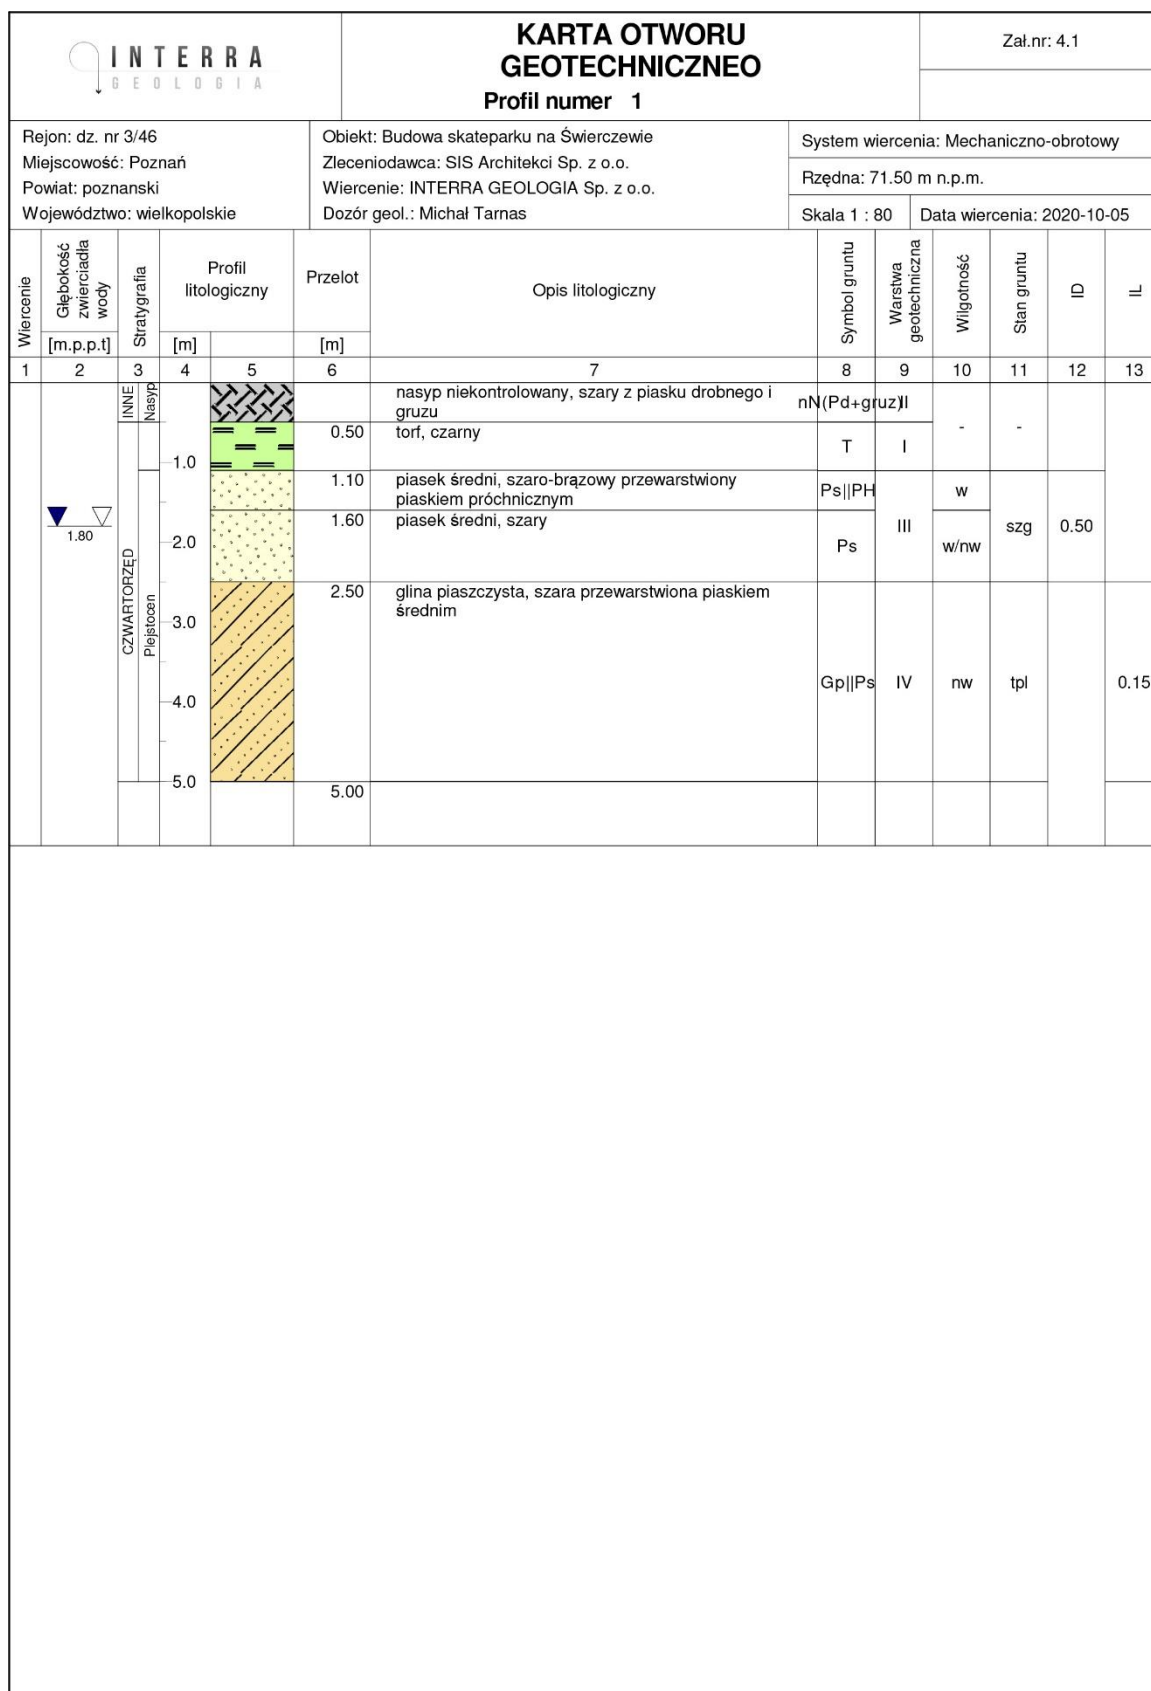 INTERRA
GEOLOGIA
KARTA OTWORU
GEOTECHNICZNEO
Profil numer 1
Zał.nr: 4.1
Rejon: dz. nr 3/46
Miejscowość: Poznań
Powiat: poznanski
Województwo: wielkopolskie
Obiekt: Budowa skateparku na Świerczewie
Zleceniodawca: SIS Architekci Sp. z o.o.
Wiercenie: INTERRA GEOLOGIA Sp. z o.o.
Dozór geol.: Michał Tarnas
System wiercenia: Mechaniczno-obrotowy
Rzędna: 71.50 m n.p.m.
Skala 1 : 80
Data wiercenia: 2020-10-05
Wiercenie
Głębokość
zwierciadła
wody
[m.p.p.t]
Stratygrafia
Profil
litologiczny
[m]
Przelot
[m]
Opis litologiczny
Symbol gruntu
Warstwa
geotechniczna
Wilgotność
Stan gruntu
ID
IL
1 2 3 4 5 6 7 8 9 10 11 12 13
INNE
Nasyp
nasyp niekontrolowany, szary z piasku drobnego i
gruzu
nN(Pd+gruz) II
0.50 torf, czarny
T I - -
1.0
1.10 piasek średni, szaro-brązowy przewarstwiony
piaskiem próchnicznym
Ps||PH w
1.80
1.60 piasek średni, szary
Ps III w/nw szg 0.50
2.0
CZWARTORZĘD
Plejstocen
2.50 glina piaszczysta, szara przewarstwiona piaskiem
średnim
3.0
Gp||Ps IV nw tpl 0.15
4.0
5.0
5.00